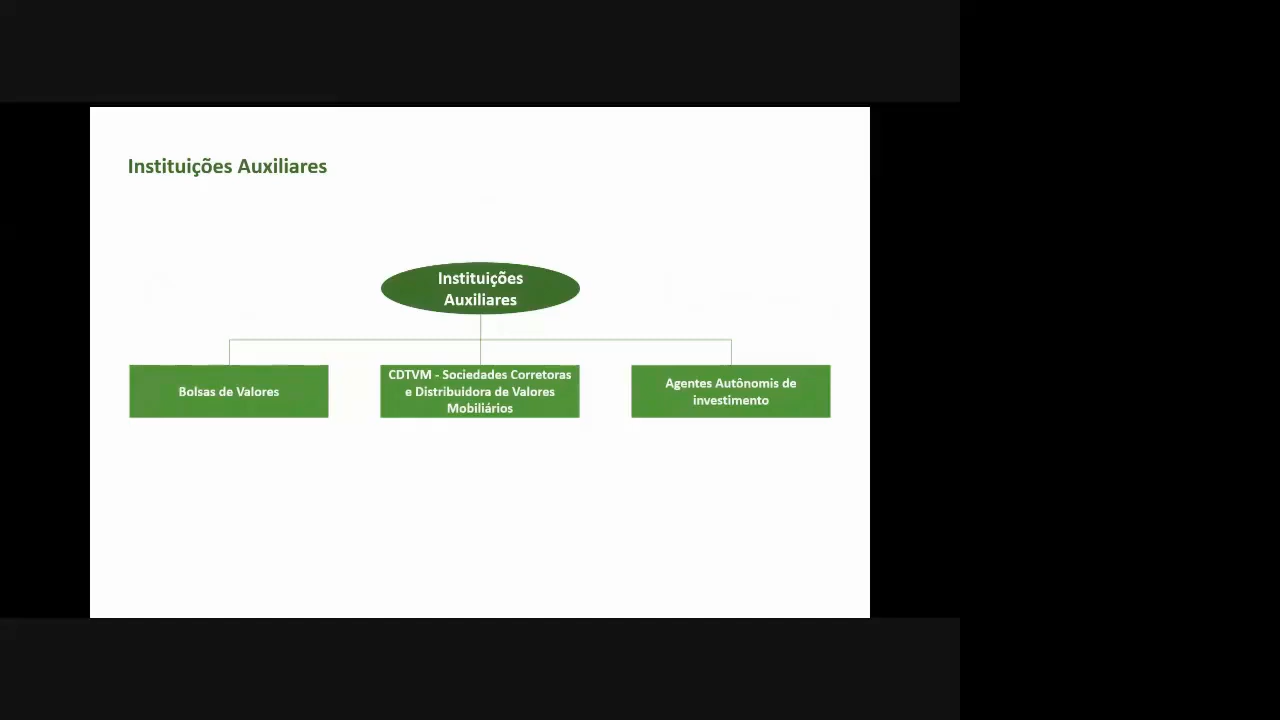 Instituições Auxiliares
Instituições
Auxiliares
Bolsas de Valores
CDTVM - Sociedades Corretoras
e Distribuidora de Valores
Mobiliários
Agentes Autônomis de
investimento